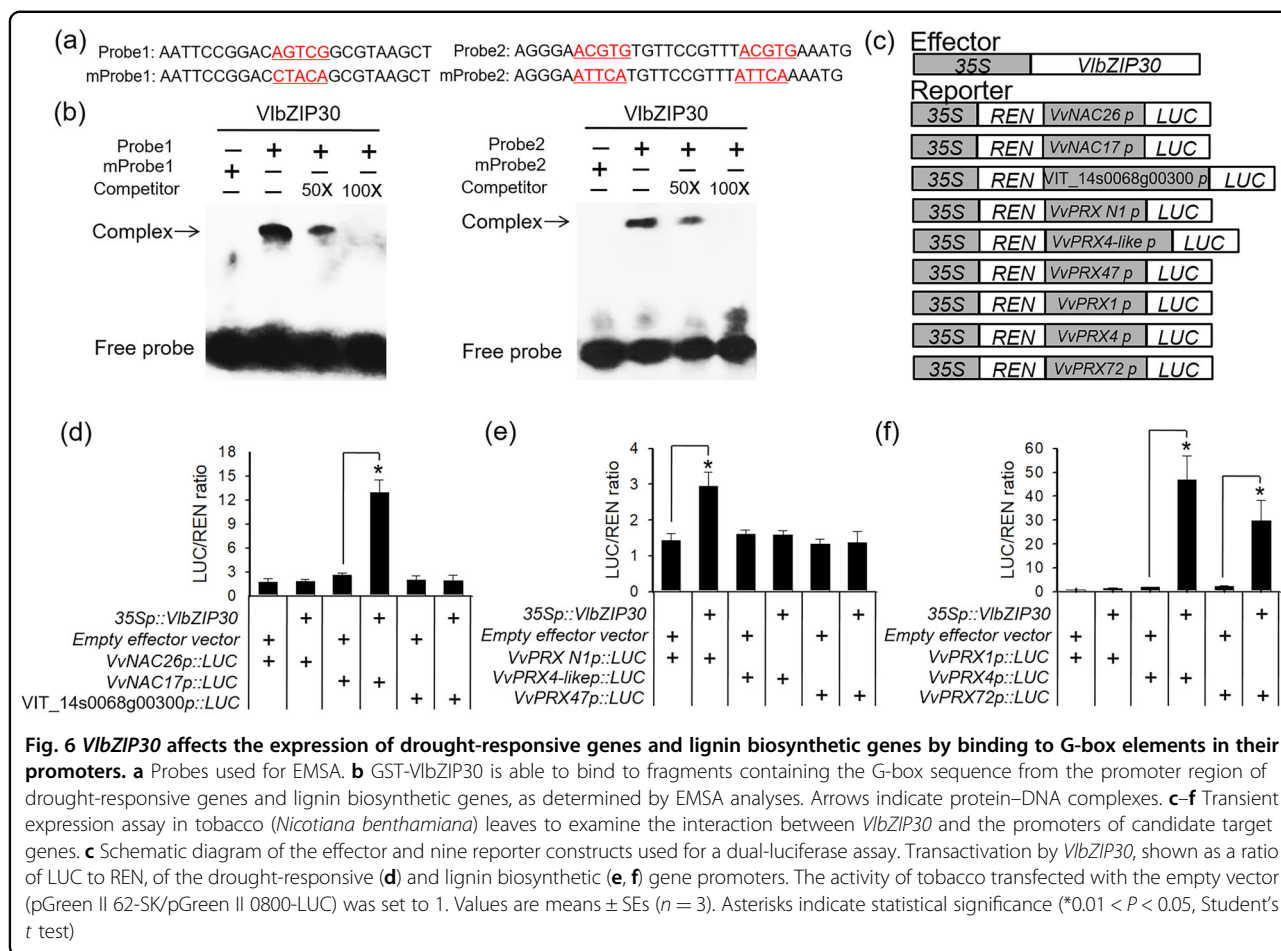 (a)
Probe1: AATTCCGGACAGTCGGCGTAAGCT
mProbe1: AATTCCGGACCTACAGCGTAAGCT
Probe2: AGGGAACGTGTGTTCCGTTTACGTGAAATG
mProbe2: AGGGAATTCATGTTCCGTTTATTCAAAATG
(b)
VlbZIP30
Probe1 – + + +
mProbe1 + – – –
Competitor – – 50X 100X
Complex→
Free probe
VlbZIP30
Probe2 – + + +
mProbe2 + – – –
Competitor – – 50X 100X
Complex→
Free probe
(c)
Effector
35S VlbZIP30
Reporter
35S REN VvNAC26 p LUC
35S REN VvNAC17 p LUC
35S REN VIT_14s0068g00300 p LUC
35S REN VvPRX N1 p LUC
35S REN VvPRX4-like p LUC
35S REN VvPRX47 p LUC
35S REN VvPRX1 p LUC
35S REN VvPRX4 p LUC
35S REN VvPRX72 p LUC
(d)
LUC/REN ratio
18
15
12
9
6
3
0
*
35Sp::VlbZIP30 + + +
Empty effector vector + + +
VvNAC26p::LUC + +
VvNAC17p::LUC + +
VIT_14s0068g00300p::LUC + +
(e)
LUC/REN ratio
4
3
2
1
0
*
35Sp::VlbZIP30 + + +
Empty effector vector + + +
VvPRX N1p::LUC + +
VvPRX4-likep::LUC + +
VvPRX47p::LUC + +
(f)
LUC/REN ratio
60
50
40
30
20
10
0
*
*
35Sp::VlbZIP30 + + +
Empty effector vector + + +
VvPRX1p::LUC + +
VvPRX4p::LUC + +
VvPRX72p::LUC + +
Fig. 6 VlbZIP30 affects the expression of drought-responsive genes and lignin biosynthetic genes by binding to G-box elements in their
promoters. a Probes used for EMSA. b GST-VlbZIP30 is able to bind to fragments containing the G-box sequence from the promoter region of
drought-responsive genes and lignin biosynthetic genes, as determined by EMSA analyses. Arrows indicate protein–DNA complexes. c–f Transient
expression assay in tobacco (Nicotiana benthamiana) leaves to examine the interaction between VlbZIP30 and the promoters of candidate target
genes. c Schematic diagram of the effector and nine reporter constructs used for a dual-luciferase assay. Transactivation by VlbZIP30, shown as a ratio
of LUC to REN, of the drought-responsive (d) and lignin biosynthetic (e, f) gene promoters. The activity of tobacco transfected with the empty vector
(pGreen II 62-SK/pGreen II 0800-LUC) was set to 1. Values are means ± SEs (n = 3). Asterisks indicate statistical significance (*0.01 < P < 0.05, Student's
t test)